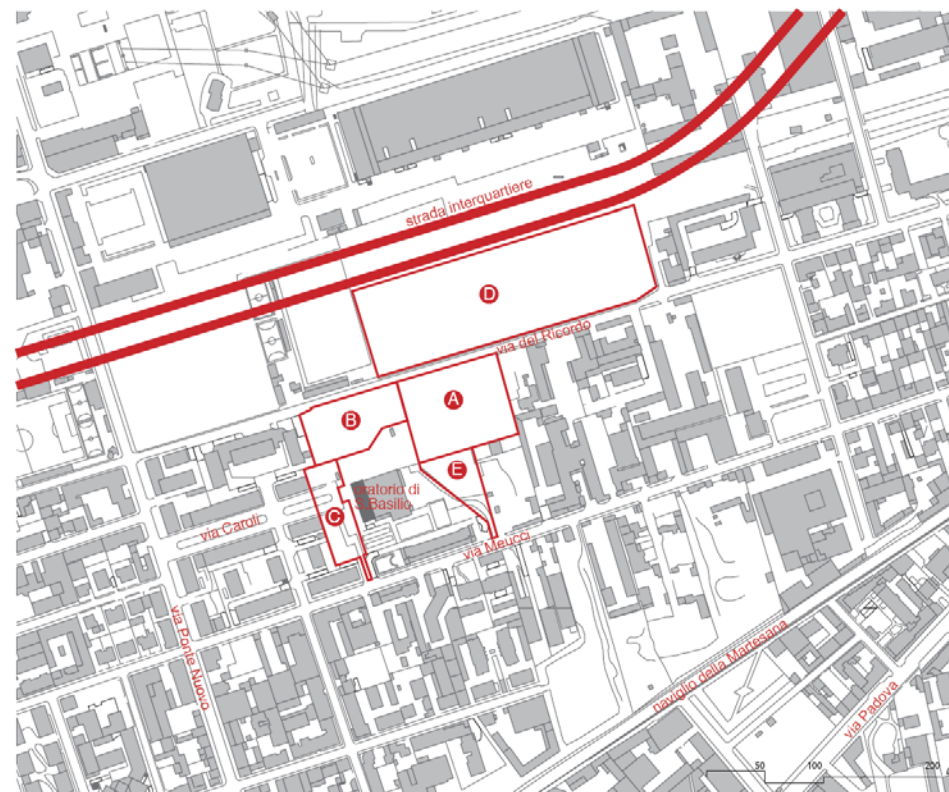 strada interquartiere
D
via del Ricordo
A
B
E
oratorio di
S.Basilio
C
via Caroli
via Meucci
via Ponte Nuovo
naviglio della Martesana
via Padova
50
100
200